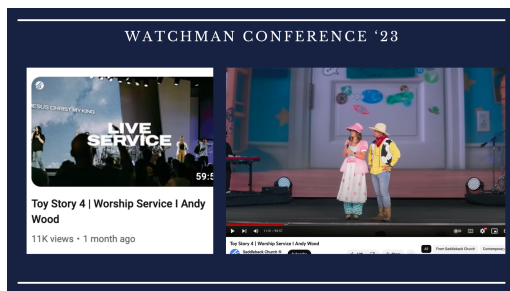 WATCHMAN CONFERENCE ‘23
JESUS CHRIST MY KING
LIVE
SERVICE
59:5
Toy Story 4 | Worship Service I Andy
Wood
11K views • 1 month ago
Toy Story 4 | Worship Service I Andy Wood
Saddleback Church
All
From Saddleback Church
Contemporary